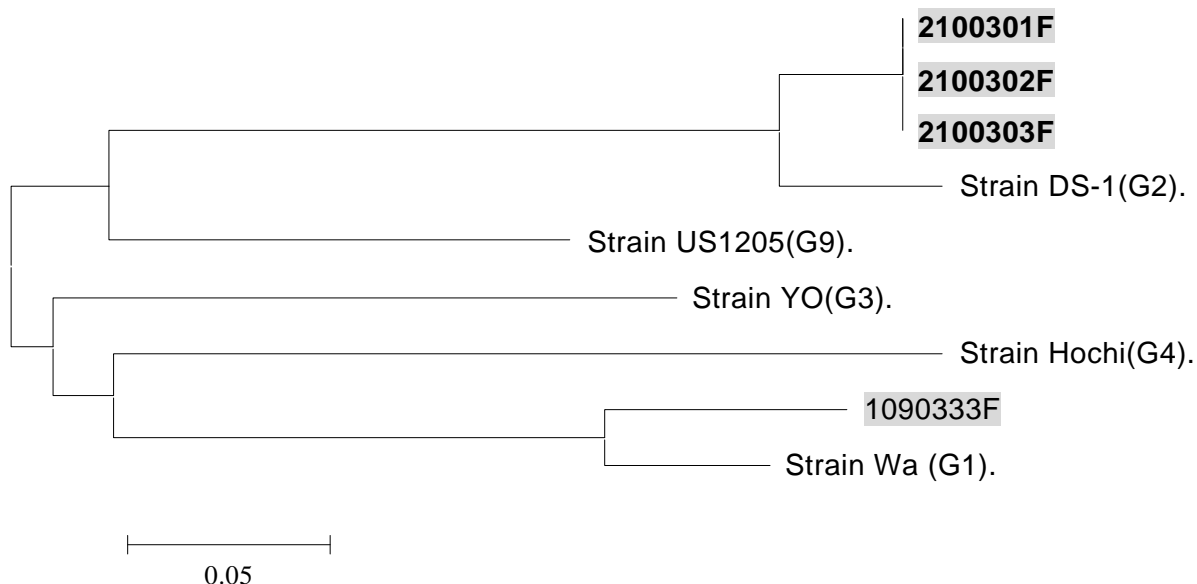 2100301F
2100302F
2100303F
Strain DS-1(G2).
Strain US1205(G9).
Strain YO(G3).
Strain Hochi(G4).
1090333F
Strain Wa (G1).
0.05